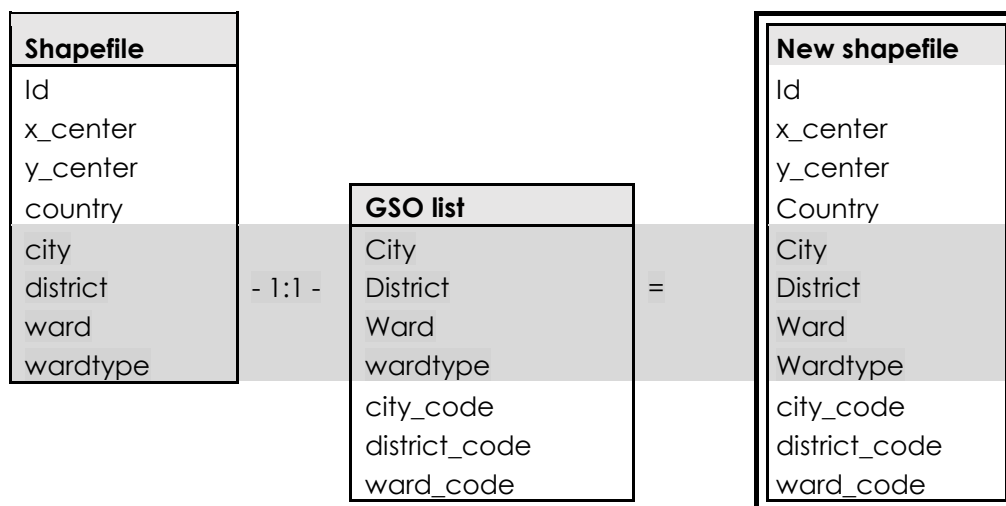 Shapefile
Id
x_center
y_center
country
city
district
ward
wardtype
- 1:1 -
GSO list
City
District
Ward
wardtype
city_code
district_code
ward_code
=
New shapefile
Id
x_center
y_center
Country
City
District
Ward
Wardtype
city_code
district_code
ward_code